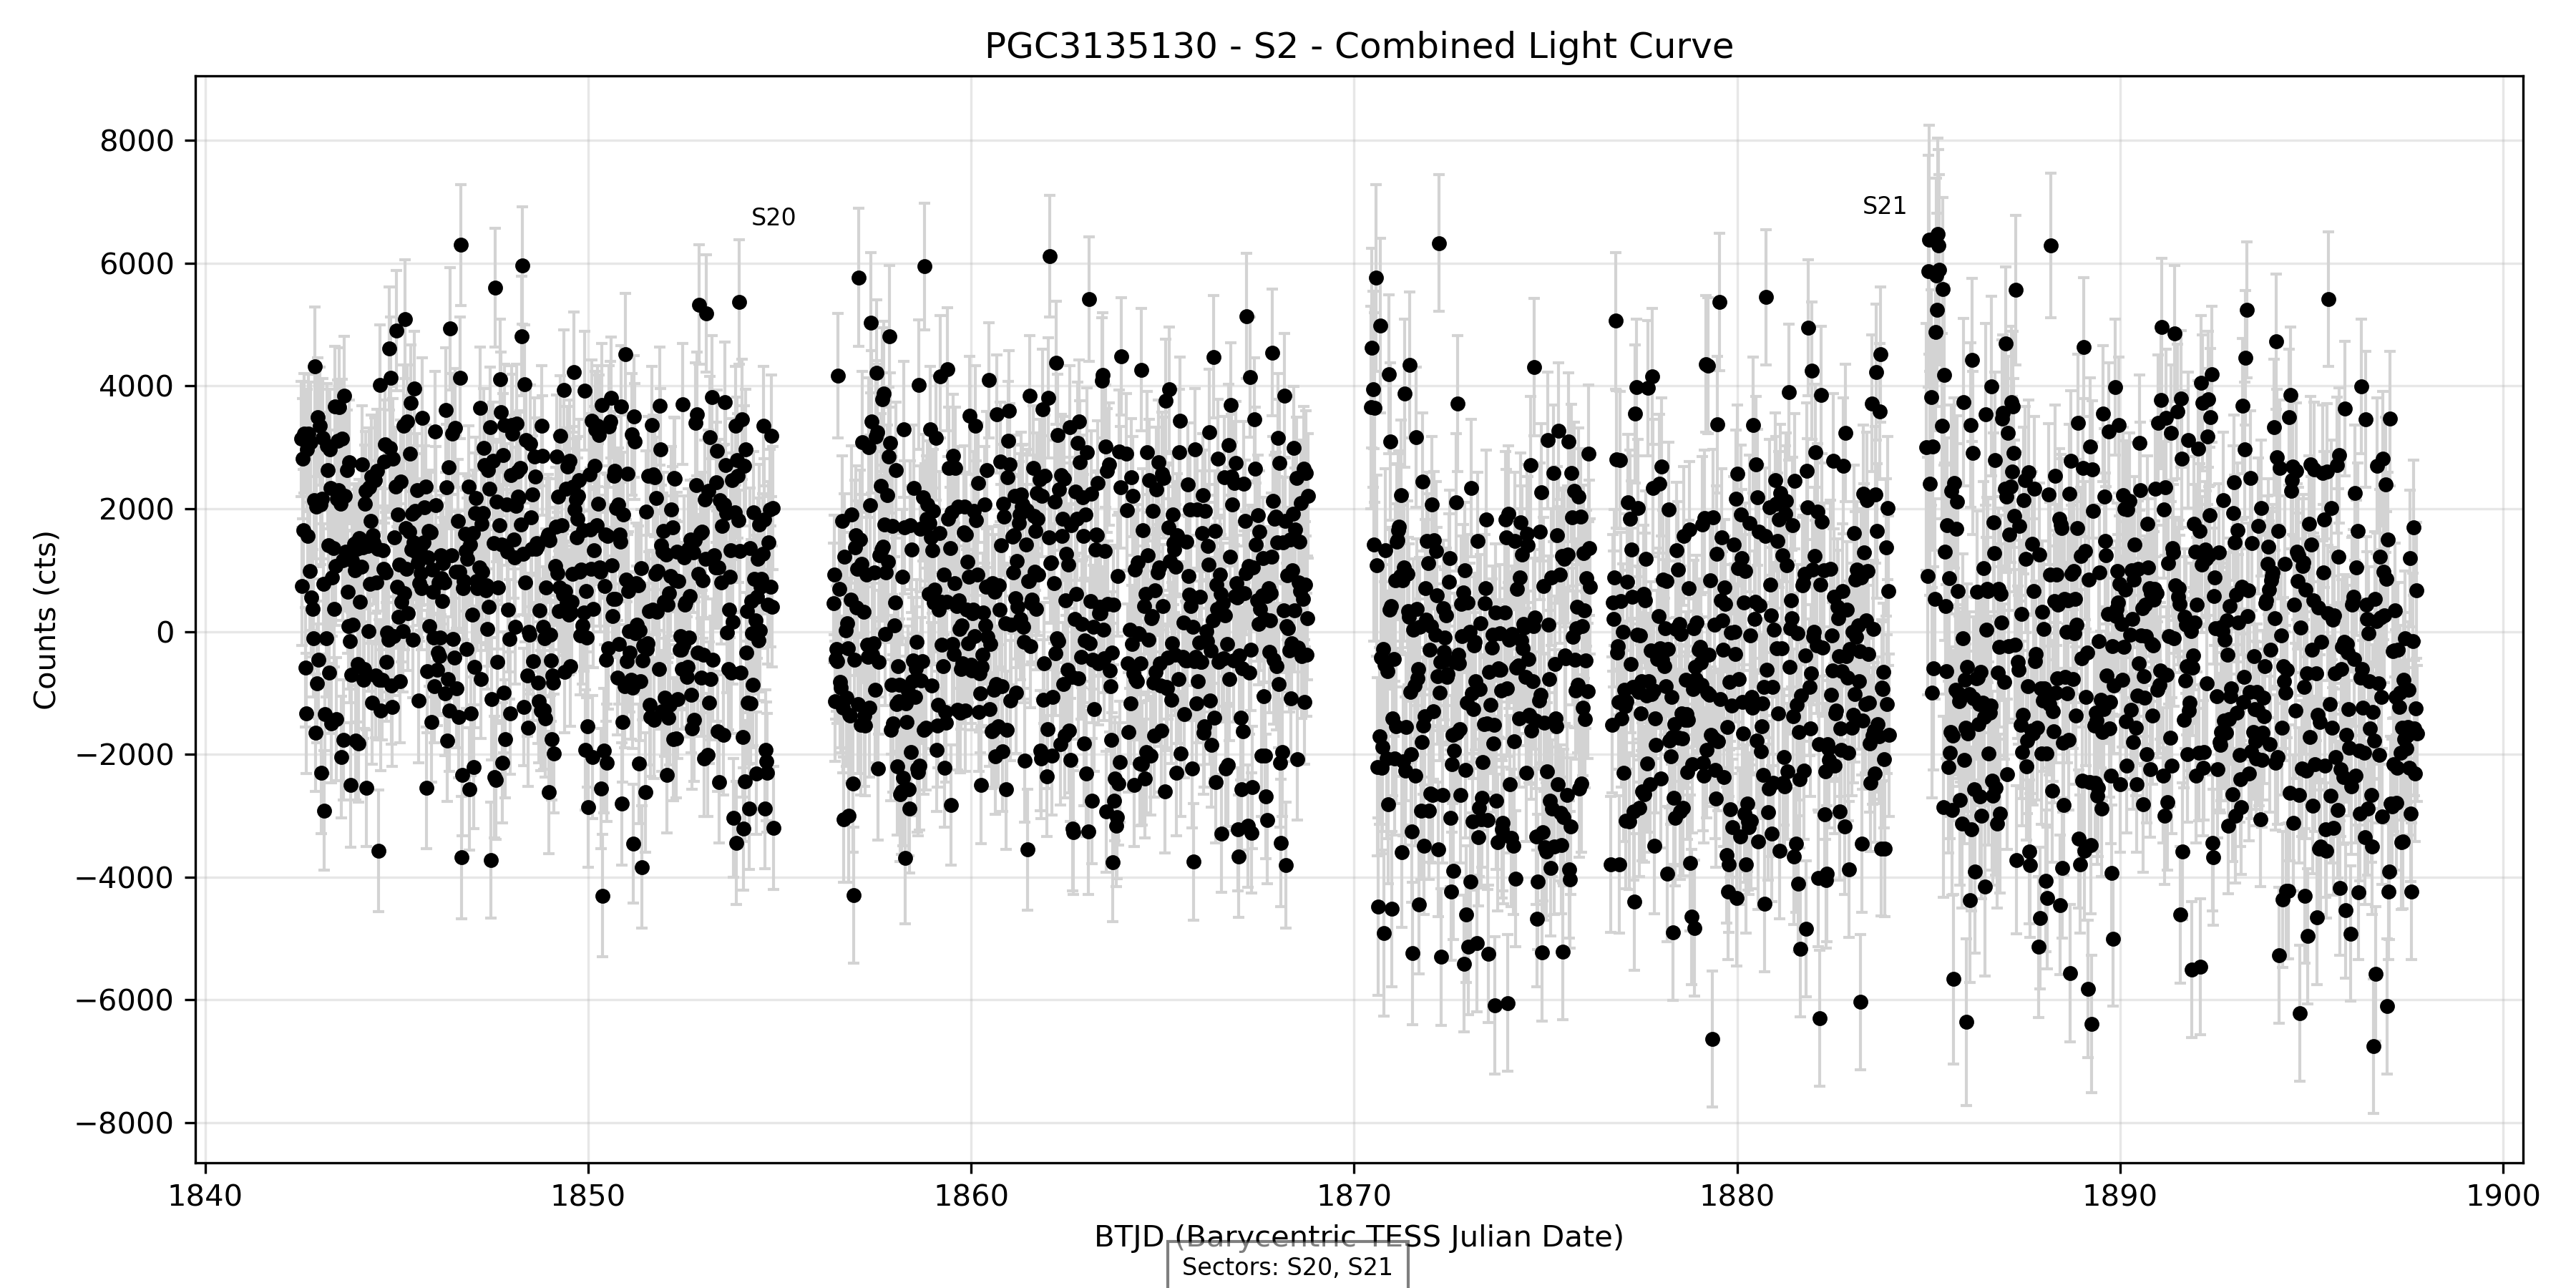 PGC3135130 - S2 - Combined Light Curve
8000
6000
4000
2000
0
−2000
−4000
−6000
−8000
Counts (cts)
S20
S21
1840 1850 1860 1870 1880 1890 1900
BTJD (Barycentric TESS Julian Date)
Sectors: S20, S21